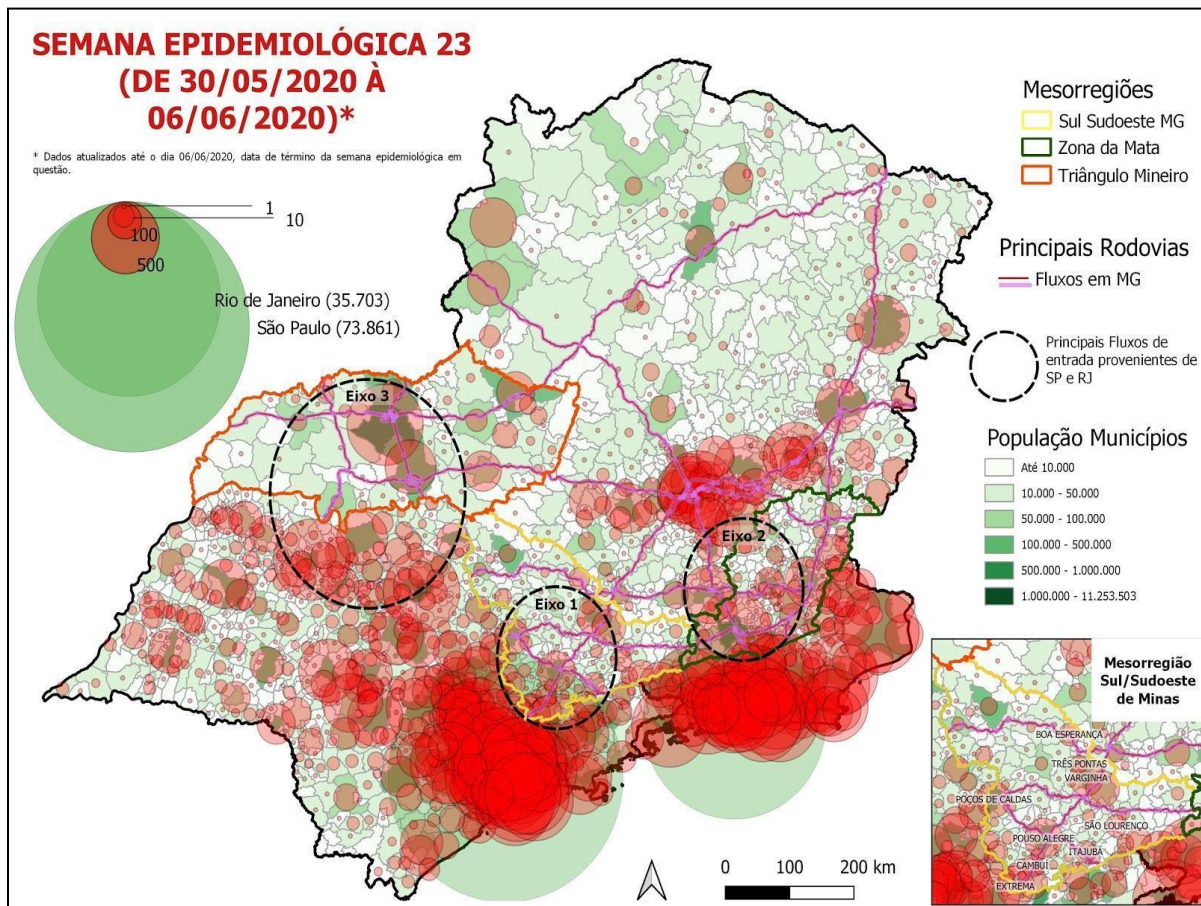 SEMANA EPIDEMIOLÓGICA 23
(DE 30/05/2020 À
06/06/2020)*
* Dados atualizados até o dia 06/06/2020, data de término da semana epidemiológica em
questão.
1
10
100
500
Rio de Janeiro (35.703)
São Paulo (73.861)
Mesorregiões
Sul Sudoeste MG
Zona da Mata
Triângulo Mineiro
Principais Rodovias
Fluxos em MG
Principais Fluxos de
entrada provenientes de
SP e RJ
População Municípios
Até 10.000
10.000 - 50.000
50.000 - 100.000
100.000 - 500.000
500.000 - 1.000.000
1.000.000 - 11.253.503
Eixo 3
Eixo 2
Eixo 1
0 100 200 km
Mesorregião
Sul/Sudoeste
de Minas
BOA ESPERANÇA
TRÊS PONTAS
VARGINHA
POÇOS DE CALDAS
SÃO LOURENÇO
POUSO ALEGRE
ITAJUBÁ
CAMBUÍ
EXTREMA